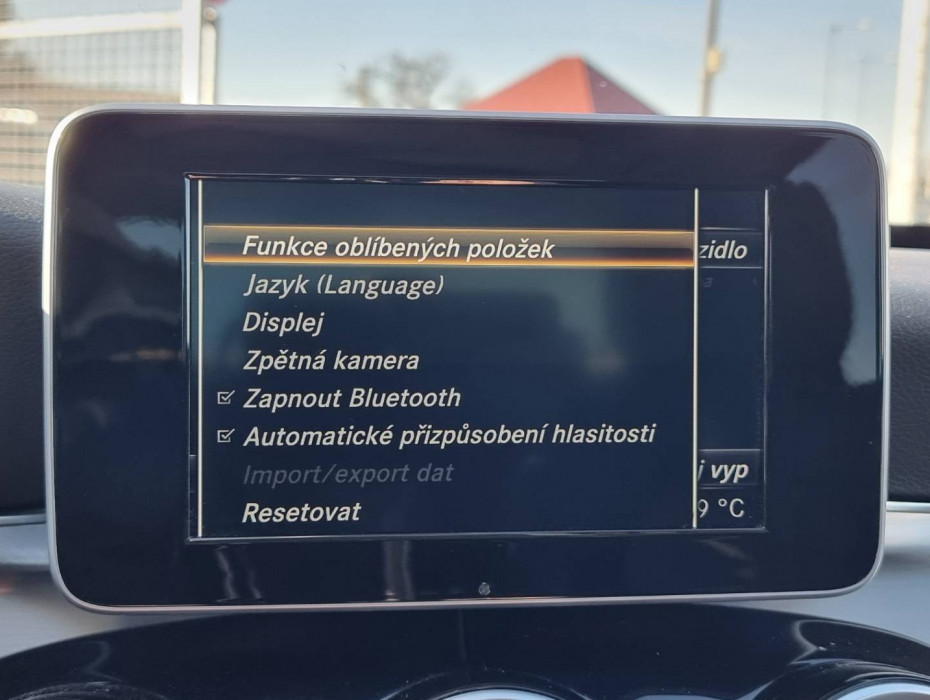 Funkce oblíbených položek
zidlo
Jazyk (Language)
Displej
Zpětná kamera
Zapnout Bluetooth
Automatické přizpůsobení hlasitosti
Import/export dat
j vyp
Resetovat
9 °C